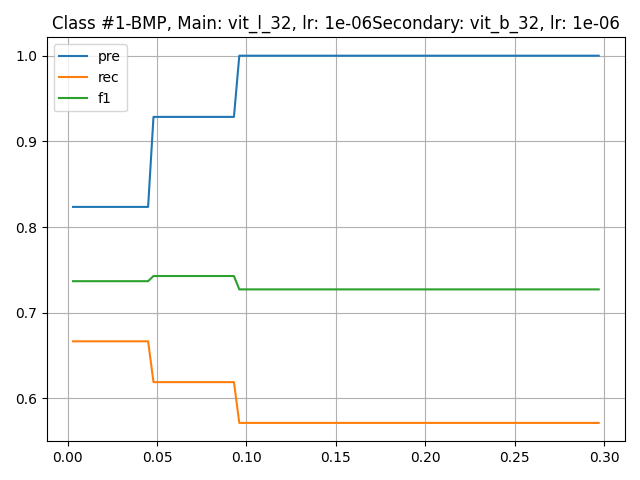 Class #1-BMP, Main: vit_l_32, lr: 1e-06Secondary: vit_b_32, lr: 1e-06
pre
rec
f1
1.0
0.9
0.8
0.7
0.6
0.00 0.05 0.10 0.15 0.20 0.25 0.30